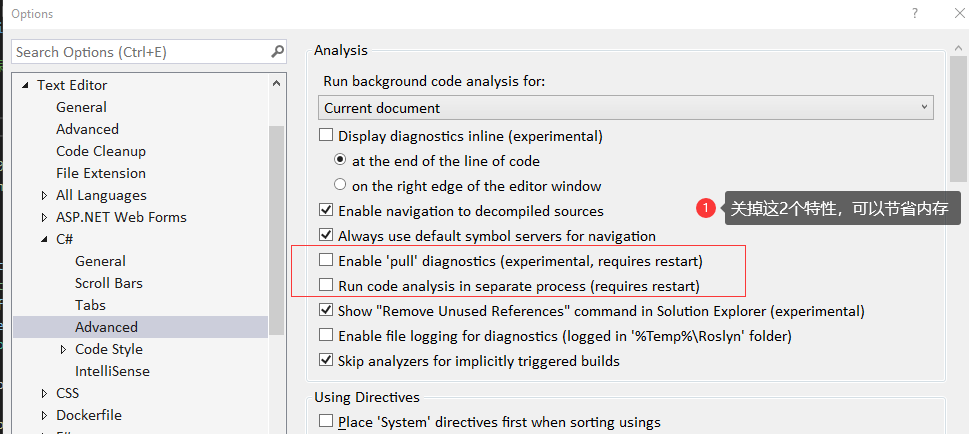 Options
?
Search Options (Ctrl+E)
Text Editor
General
Advanced
Code Cleanup
File Extension
All Languages
ASP.NET Web Forms
C#
General
Scroll Bars
Tabs
Advanced
Code Style
IntelliSense
CSS
Dockerfile
Analysis
Run background code analysis for:
Current document
Display diagnostics inline (experimental)
at the end of the line of code
on the right edge of the editor window
Enable navigation to decompiled sources
1 关掉这2个特性，可以节省内存
Always use default symbol servers for navigation
Enable 'pull' diagnostics (experimental, requires restart)
Run code analysis in separate process (requires restart)
Show "Remove Unused References" command in Solution Explorer (experimental)
Enable file logging for diagnostics (logged in '%Temp%\Roslyn' folder)
Skip analyzers for implicitly triggered builds
Using Directives
Place 'System' directives first when sorting usings